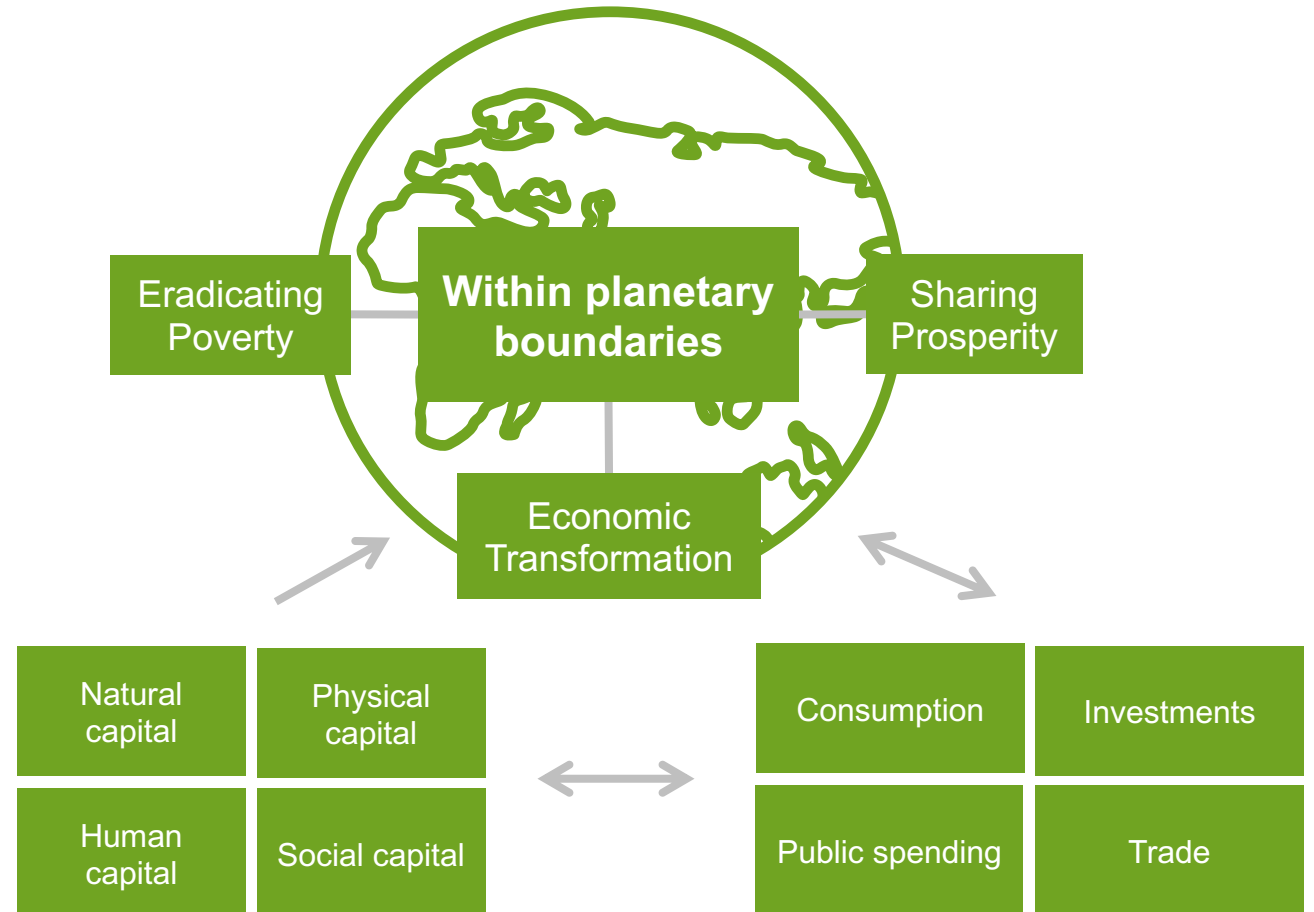 Within planetary
boundaries
Eradicating
Poverty
Sharing
Prosperity
Economic
Transformation
Natural
capital
Physical
capital
Human
capital
Social capital
Consumption
Investments
Public spending
Trade